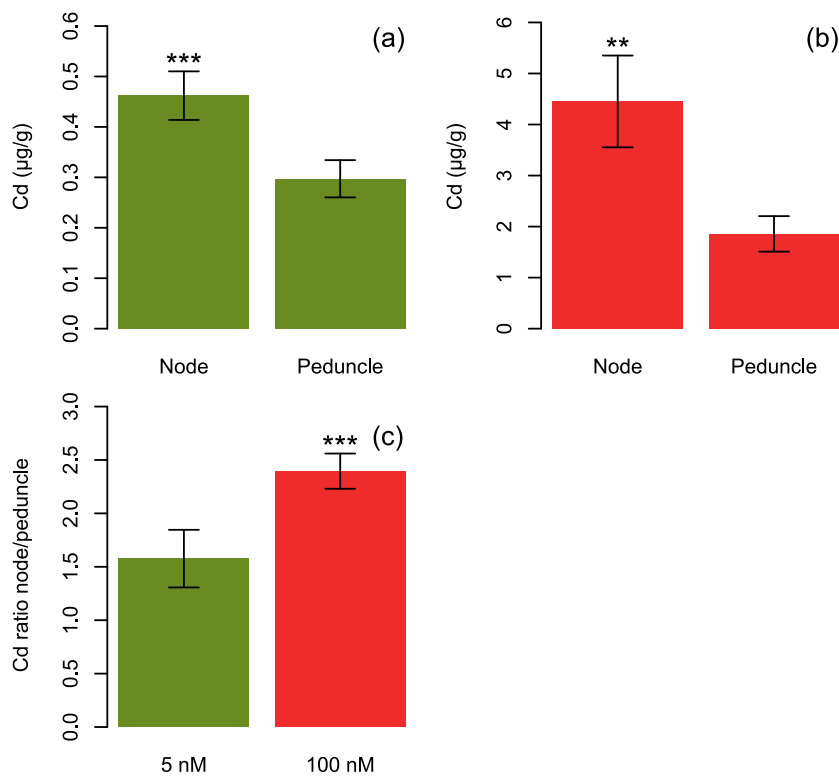 (a)
***
Cd (µg/g)
0.6
0.5
0.4
0.3
0.2
0.1
0.0
Node Peduncle
(b)
**
Cd (µg/g)
6
5
4
3
2
1
0
Node Peduncle
(c)
***
Cd ratio node/peduncle
3.0
2.5
2.0
1.5
1.0
0.5
0.0
5 nM 100 nM